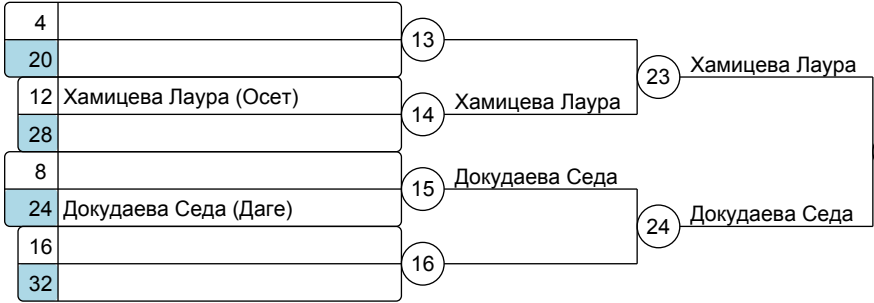 4
13
20
23 Хамицева Лаура
12 Хамицева Лаура (Осет)
14 Хамицева Лаура
28
8
15 Докудаева Седа
24 Докудаева Седа (Даге)
24 Докудаева Седа
16
16
32